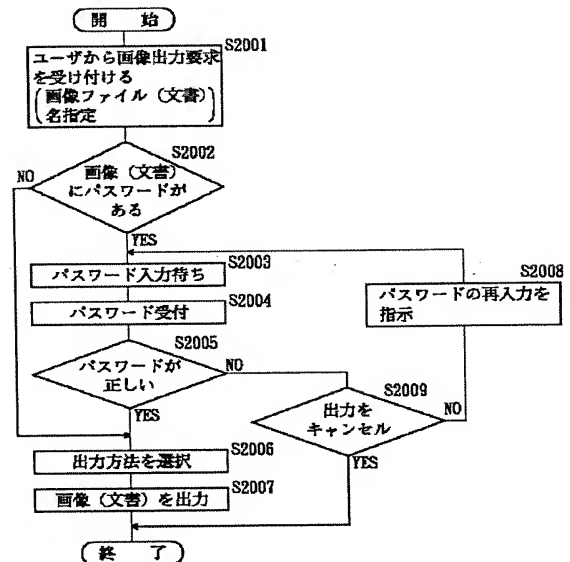 開 始
S2001
ユーザから画像出力要求
を受け付ける
(画像ファイル(文書)
名指定)
S2002
画像(文書)
にパスワードが
ある
NO
YES
S2003
パスワード入力待ち
S2004
パスワード受付
S2005
パスワードが
正しい
NO
YES
S2008
パスワードの再入力を
指示
S2009
出力を
キャンセル
NO
YES
S2006
出力方法を選択
S2007
画像(文書)を出力
終 了